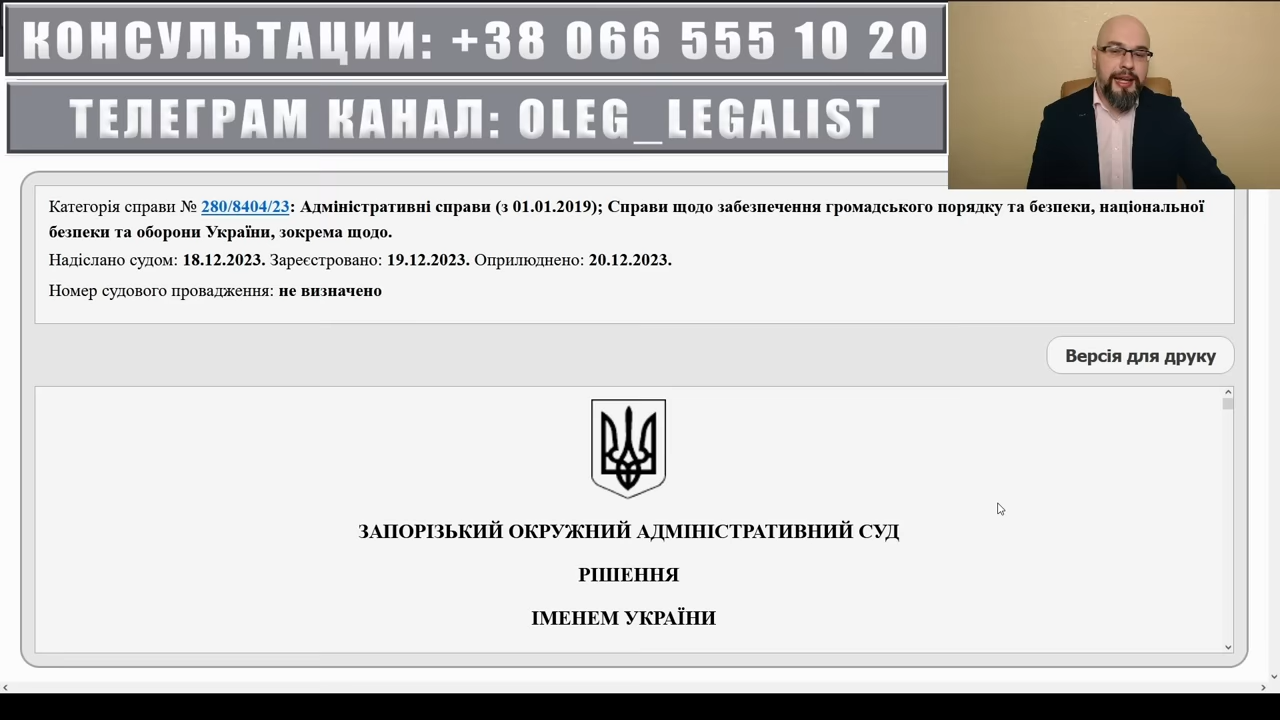 КОНСУЛЬТАЦИИ: +38 066 555 10 20
ТЕЛЕГРАМ КАНАЛ: OLEG_LEGALIST
Категорія справи № 280/8404/23: Адміністративні справи (з 01.01.2019); Справи щодо забезпечення громадського порядку та безпеки, національної
безпеки та оборони України, зокрема щодо.
Надіслано судом: 18.12.2023. Зареєстровано: 19.12.2023. Оприлюднено: 20.12.2023.
Номер судового провадження: не визначено
Версія для друку
ЗАПОРІЗЬКИЙ ОКРУЖНИЙ АДМІНІСТРАТИВНИЙ СУД
РІШЕННЯ
ІМЕНЕМ УКРАЇНИ